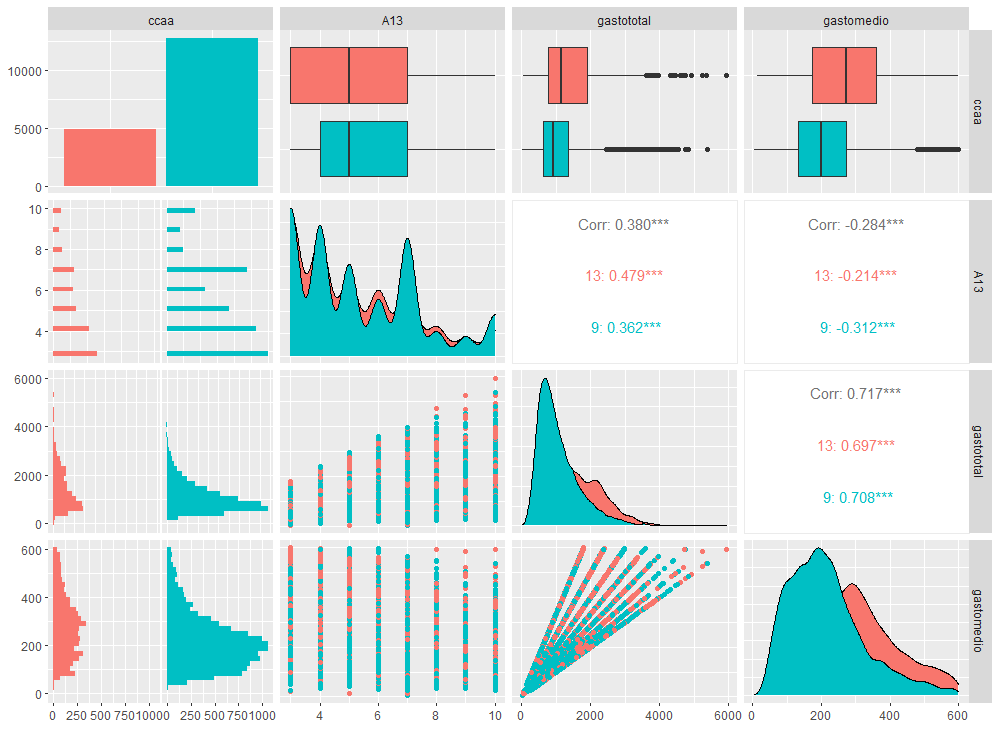 ccaa A13 gastototal gastomedio
10000
5000
0
ccaa
10
8
6
4
Corr: 0.380***
13: 0.479***
9: 0.362***
Corr: -0.284***
13: -0.214***
9: -0.312***
A13
6000
4000
2000
0
Corr: 0.717***
13: 0.697***
9: 0.708***
gastototal
600
400
200
0
gastomedio
0 250 500 750 1000 0 250 500 750 1000
4 6 8 10
0 2000 4000 6000
0 200 400 600